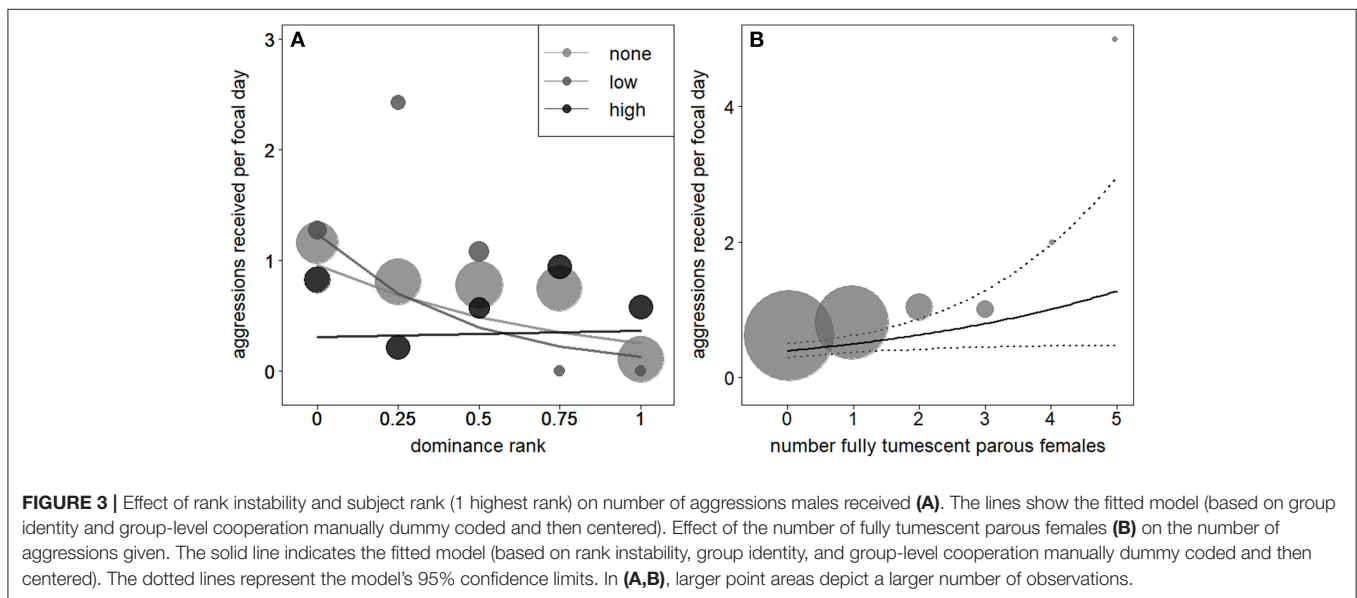 A
none
low
high
aggressions received per focal day
3
2
1
0
0 0.25 0.5 0.75 1
dominance rank
B
aggressions received per focal day
4
2
0
0 1 2 3 4 5
number fully tumescent parous females
FIGURE 3 | Effect of rank instability and subject rank (1 highest rank) on number of aggressions males received (A). The lines show the fitted model (based on group
identity and group-level cooperation manually dummy coded and then centered). Effect of the number of fully tumescent parous females (B) on the number of
aggressions given. The solid line indicates the fitted model (based on rank instability, group identity, and group-level cooperation manually dummy coded and then
centered). The dotted lines represent the model's 95% confidence limits. In (A,B), larger point areas depict a larger number of observations.